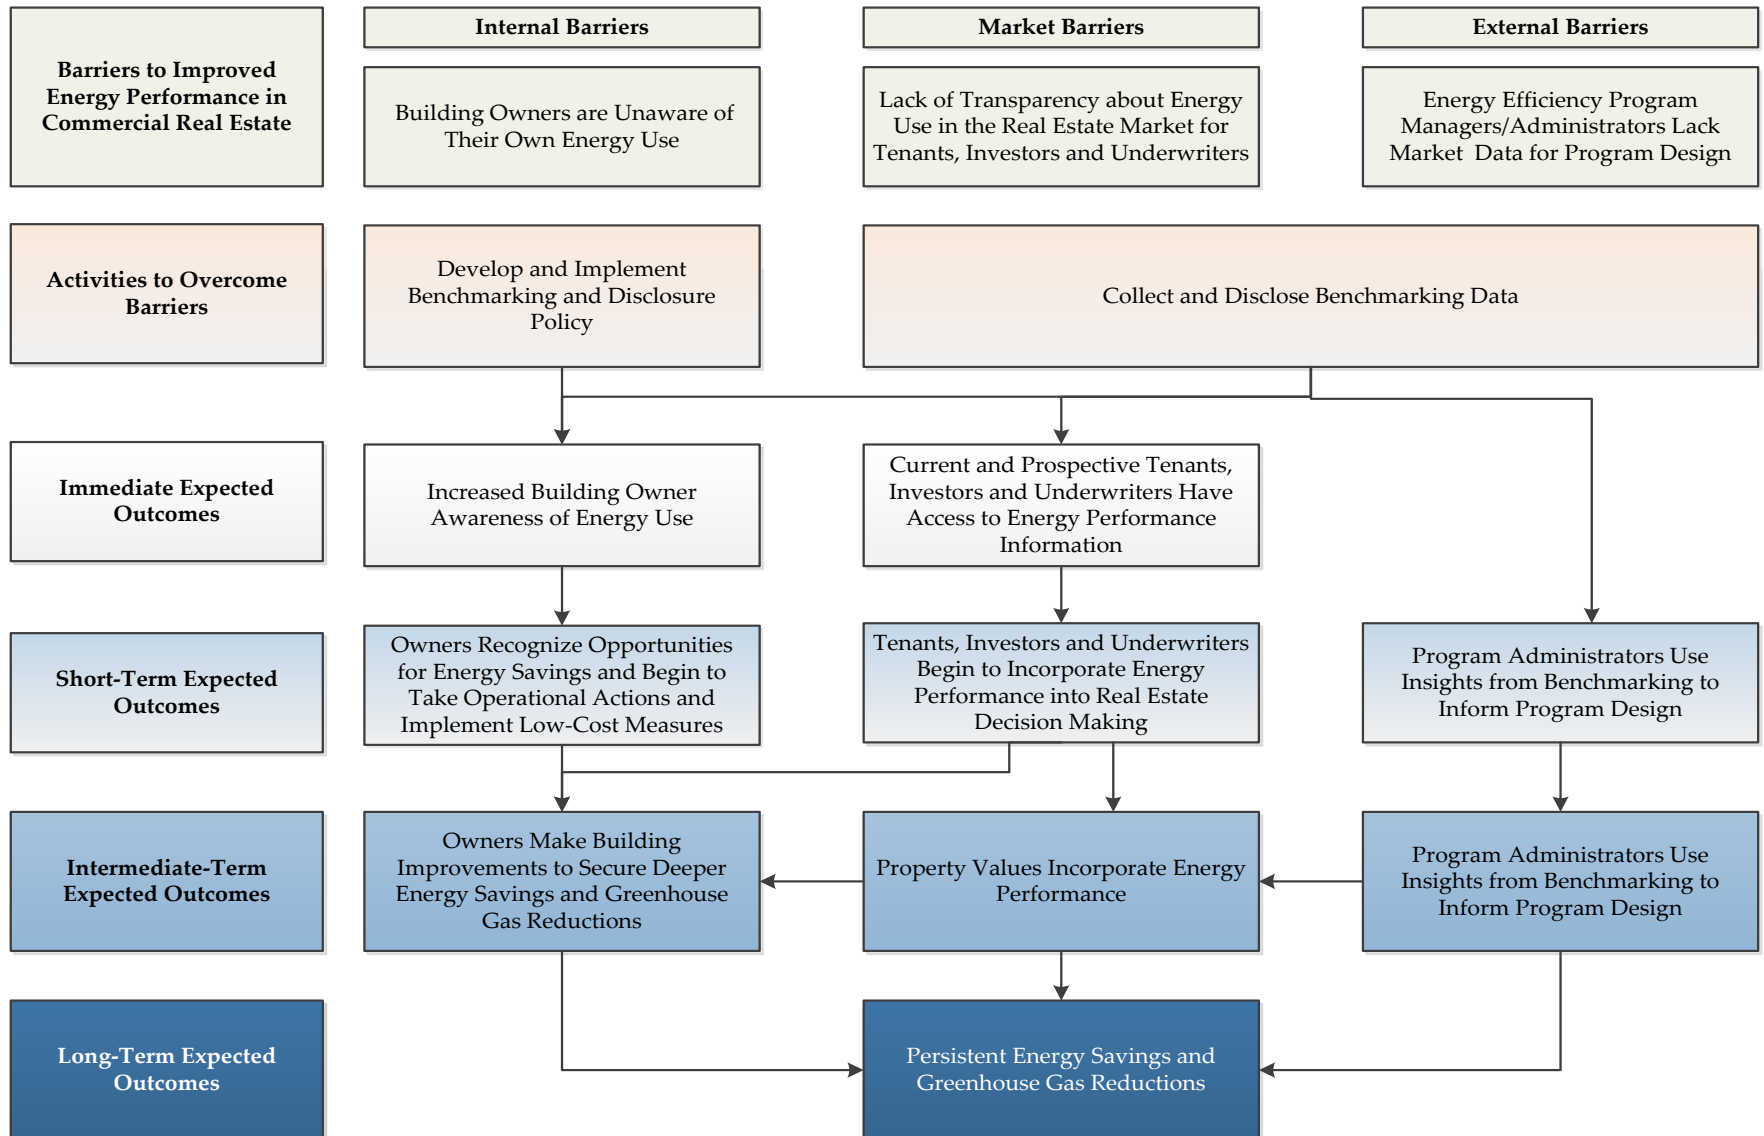 Internal Barriers
Market Barriers
External Barriers
Barriers to Improved
Energy Performance in
Commercial Real Estate
Building Owners are Unaware of
Their Own Energy Use
Lack of Transparency about Energy
Use in the Real Estate Market for
Tenants, Investors and Underwriters
Energy Efficiency Program
Managers/Administrators Lack
Market Data for Program Design
Activities to Overcome
Barriers
Develop and Implement
Benchmarking and Disclosure
Policy
Collect and Disclose Benchmarking Data
Immediate Expected
Outcomes
Increased Building Owner
Awareness of Energy Use
Current and Prospective Tenants,
Investors and Underwriters Have
Access to Energy Performance
Information
Short-Term Expected
Outcomes
Owners Recognize Opportunities
for Energy Savings and Begin to
Take Operational Actions and
Implement Low-Cost Measures
Tenants, Investors and Underwriters
Begin to Incorporate Energy
Performance into Real Estate
Decision Making
Program Administrators Use
Insights from Benchmarking to
Inform Program Design
Intermediate-Term
Expected Outcomes
Owners Make Building
Improvements to Secure Deeper
Energy Savings and Greenhouse
Gas Reductions
Property Values Incorporate Energy
Performance
Program Administrators Use
Insights from Benchmarking to
Inform Program Design
Long-Term Expected
Outcomes
Persistent Energy Savings and
Greenhouse Gas Reductions